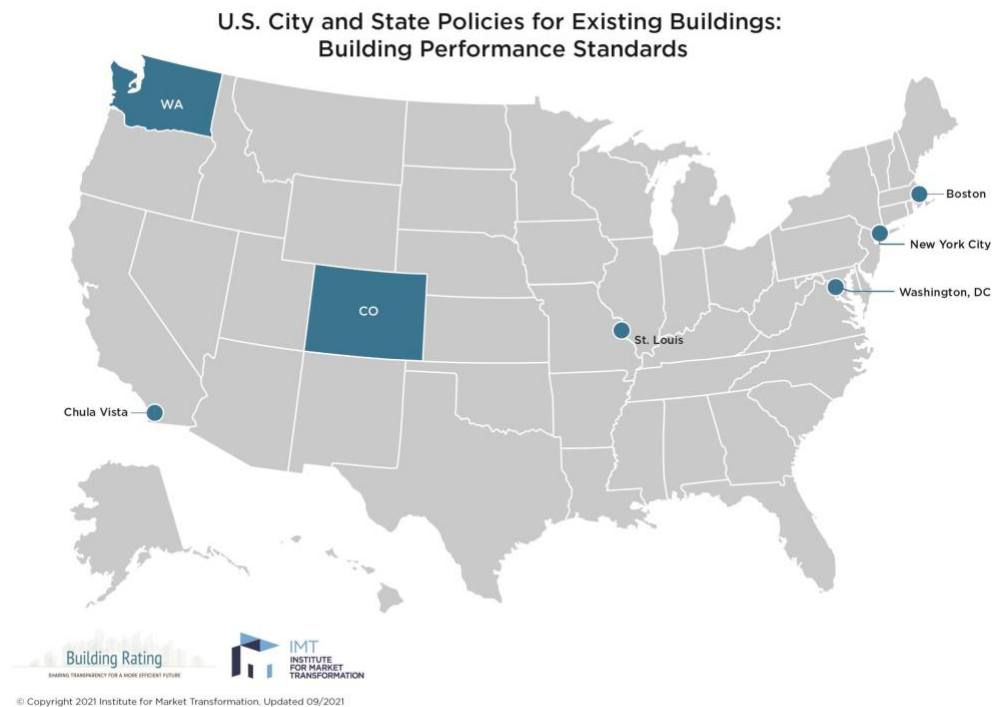 U.S. City and State Policies for Existing Buildings:
Building Performance Standards
WA
Boston
New York City
Washington, DC
CO
St. Louis
Chula Vista
Building Rating
SHARING TRANSPARENCY FOR A MORE EFFICIENT FUTURE
IMT
INSTITUTE
FOR MARKET
TRANSFORMATION
© Copyright 2021 Institute for Market Transformation. Updated 09/2021